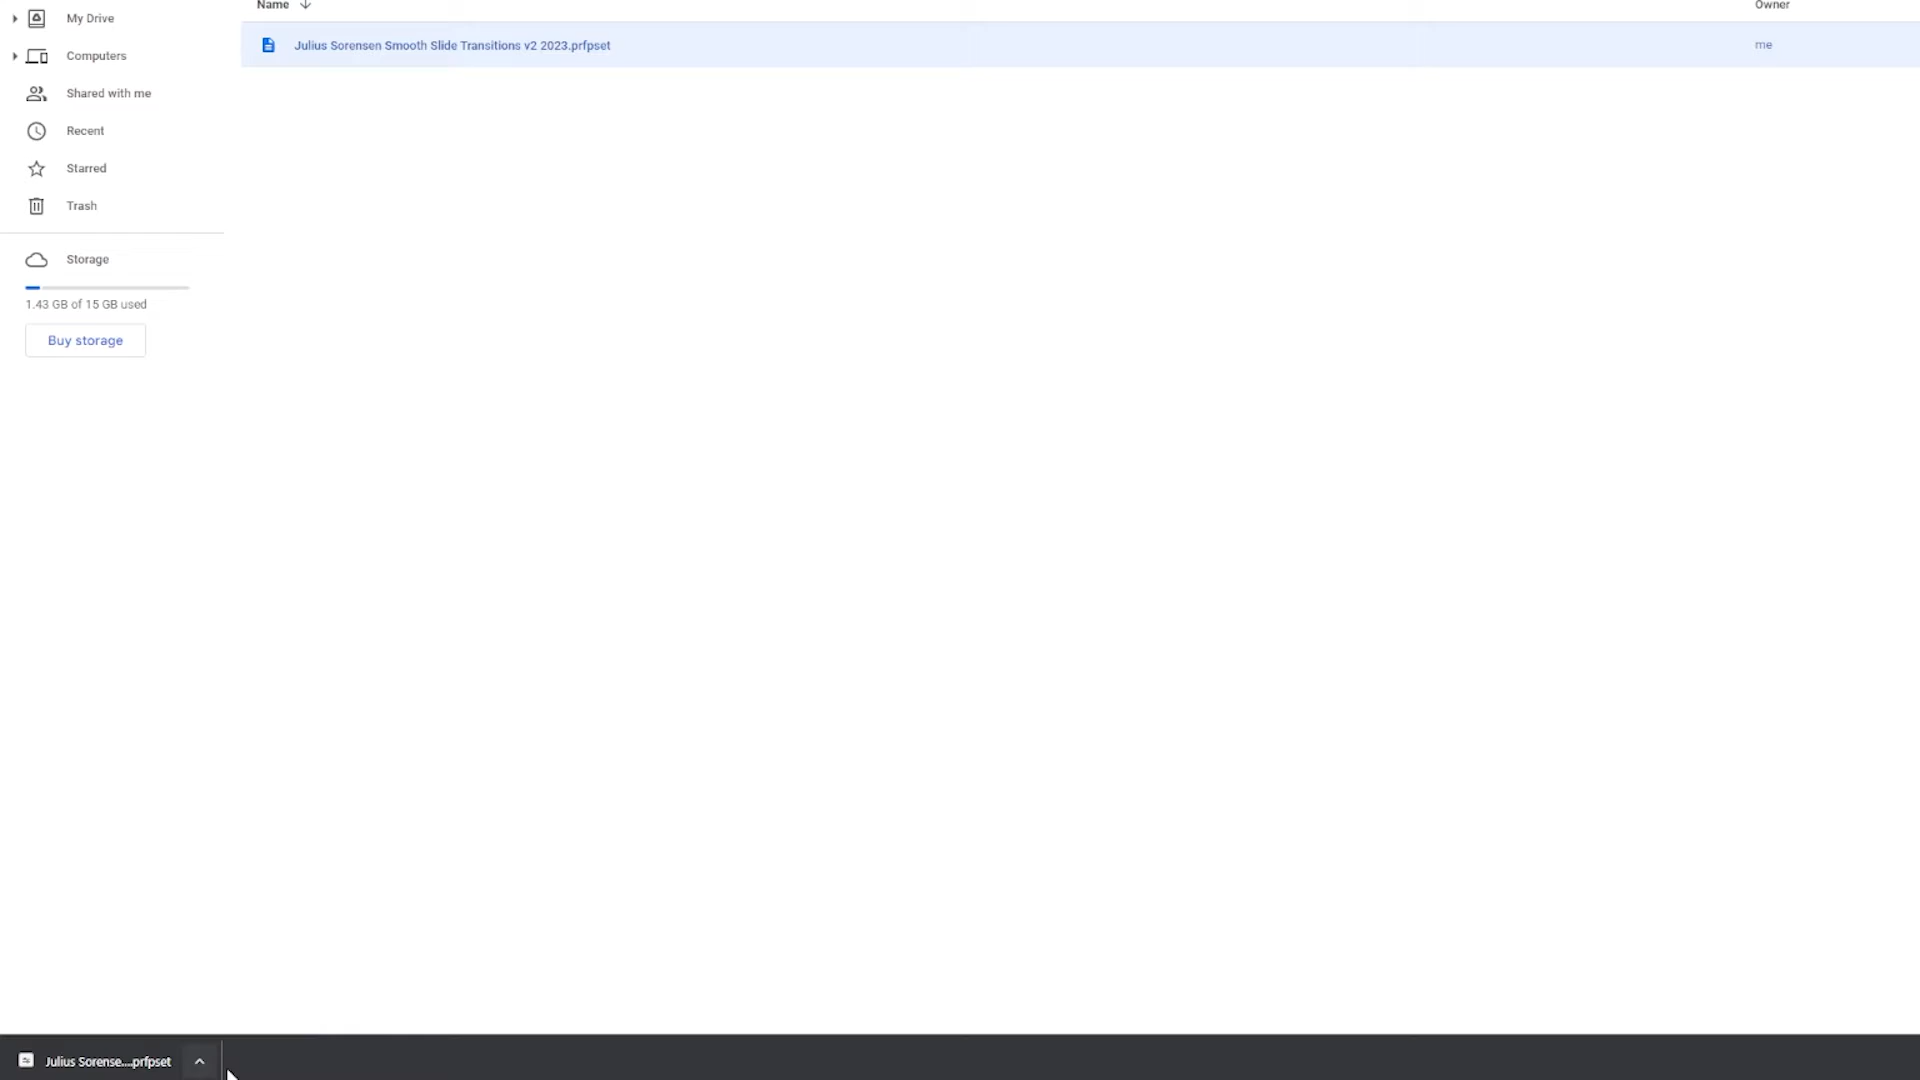 Name
Owner
My Drive
Julius Sorensen Smooth Slide Transitions v2 2023.prfpset
me
Computers
Shared with me
Recent
Starred
Trash
Storage
1.43 GB of 15 GB used
Buy storage
Julius Sorense....prfpset